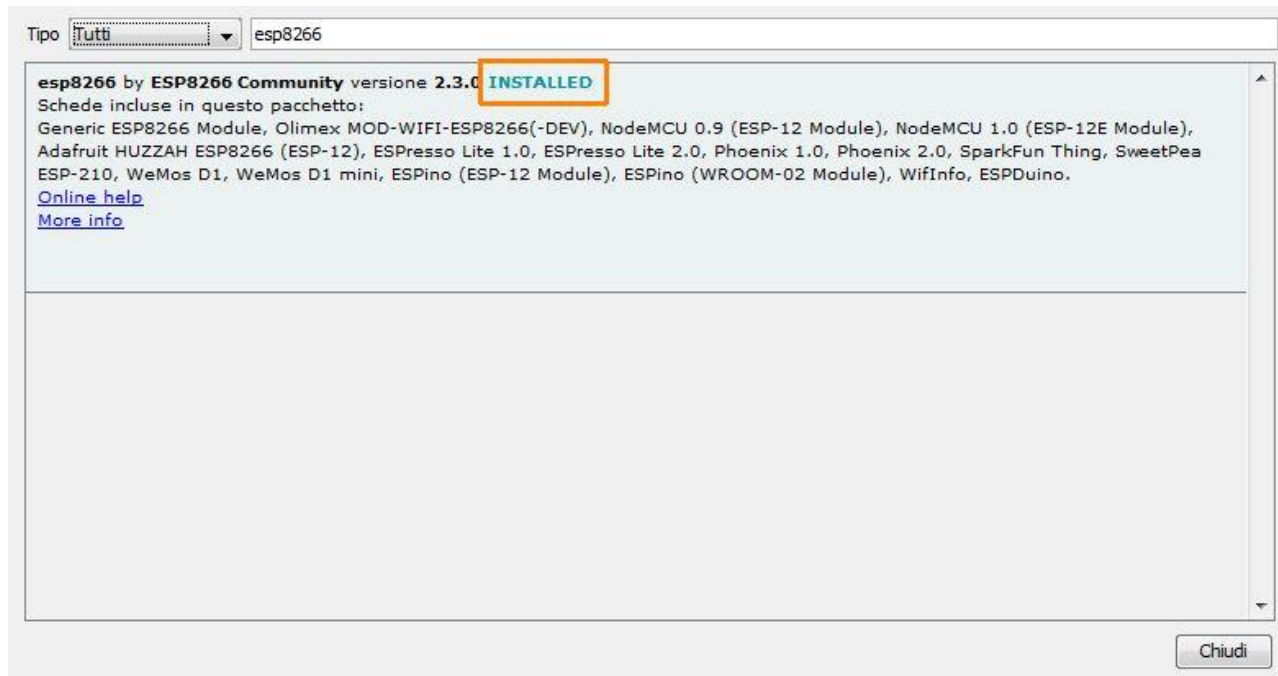 Tipo Tutti esp8266
esp8266 by ESP8266 Community versione 2.3.0 INSTALLED
Schede incluse in questo pacchetto:
Generic ESP8266 Module, Olimex MOD-WIFI-ESP8266(-DEV), NodeMCU 0.9 (ESP-12 Module), NodeMCU 1.0 (ESP-12E Module),
Adafruit HUZZAH ESP8266 (ESP-12), ESPresso Lite 1.0, ESPresso Lite 2.0, Phoenix 1.0, Phoenix 2.0, SparkFun Thing, SweetPea
ESP-210, WeMos D1, WeMos D1 mini, ESPino (ESP-12 Module), ESPino (WROOM-02 Module), WifInfo, ESPDuino.
Online help
More info
Chiudi